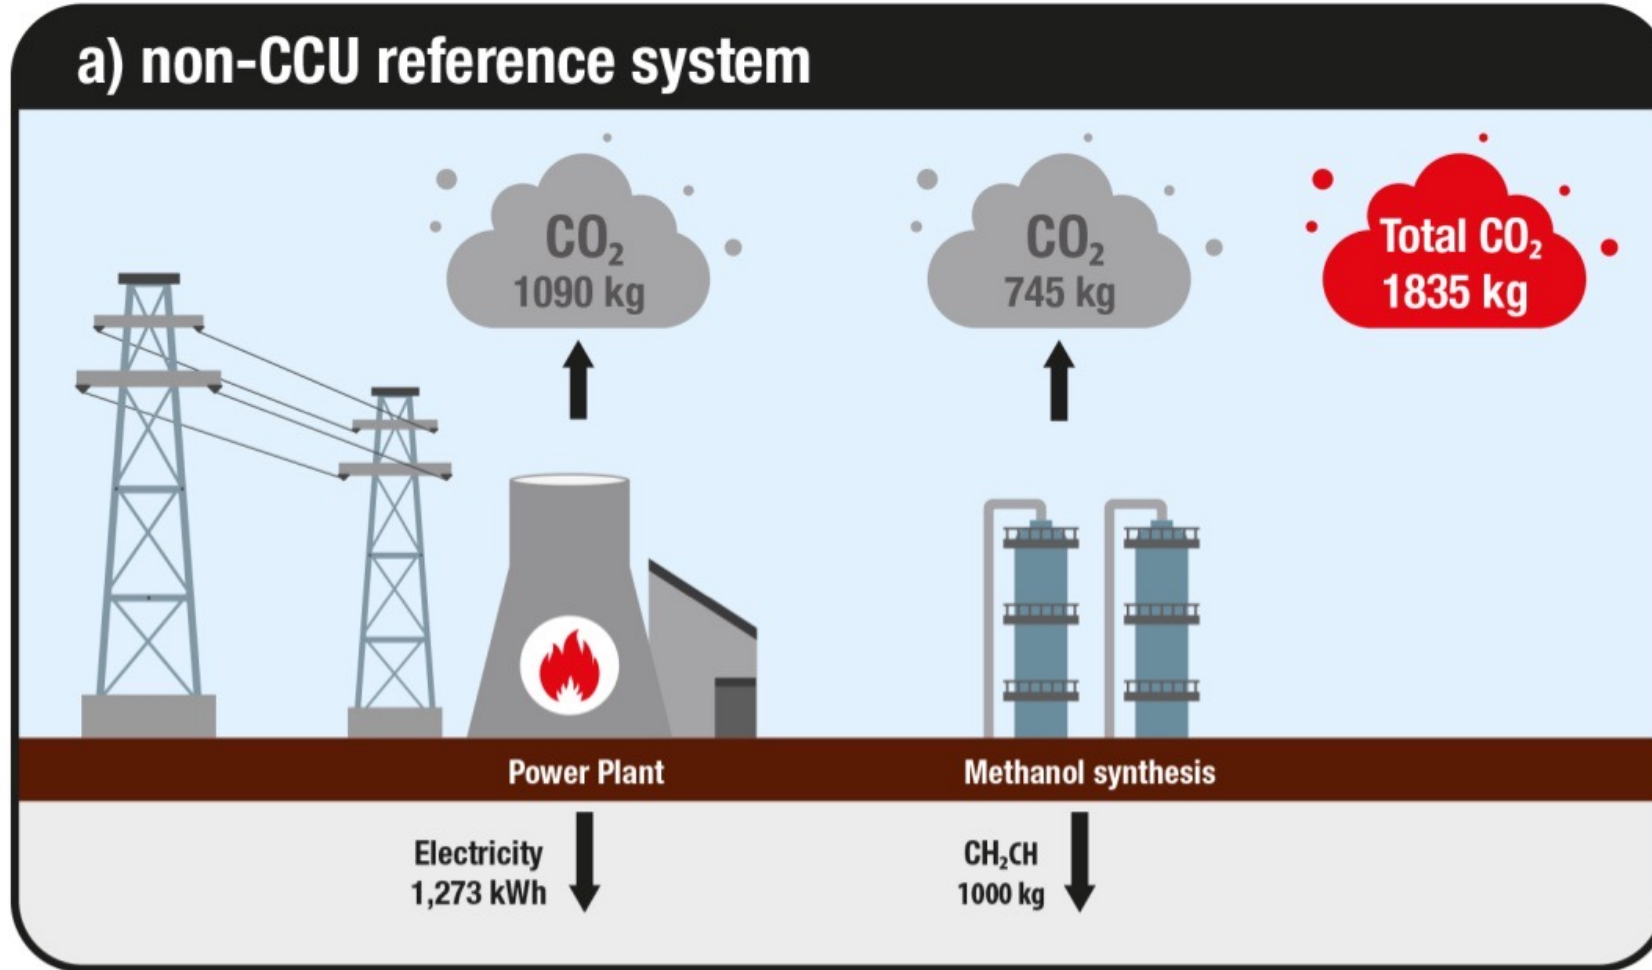 a) non-CCU reference system
CO₂
1090 kg
CO₂
745 kg
Total CO₂
1835 kg
Power Plant
Methanol synthesis
Electricity
1,273 kWh
CH₂CH
1000 kg